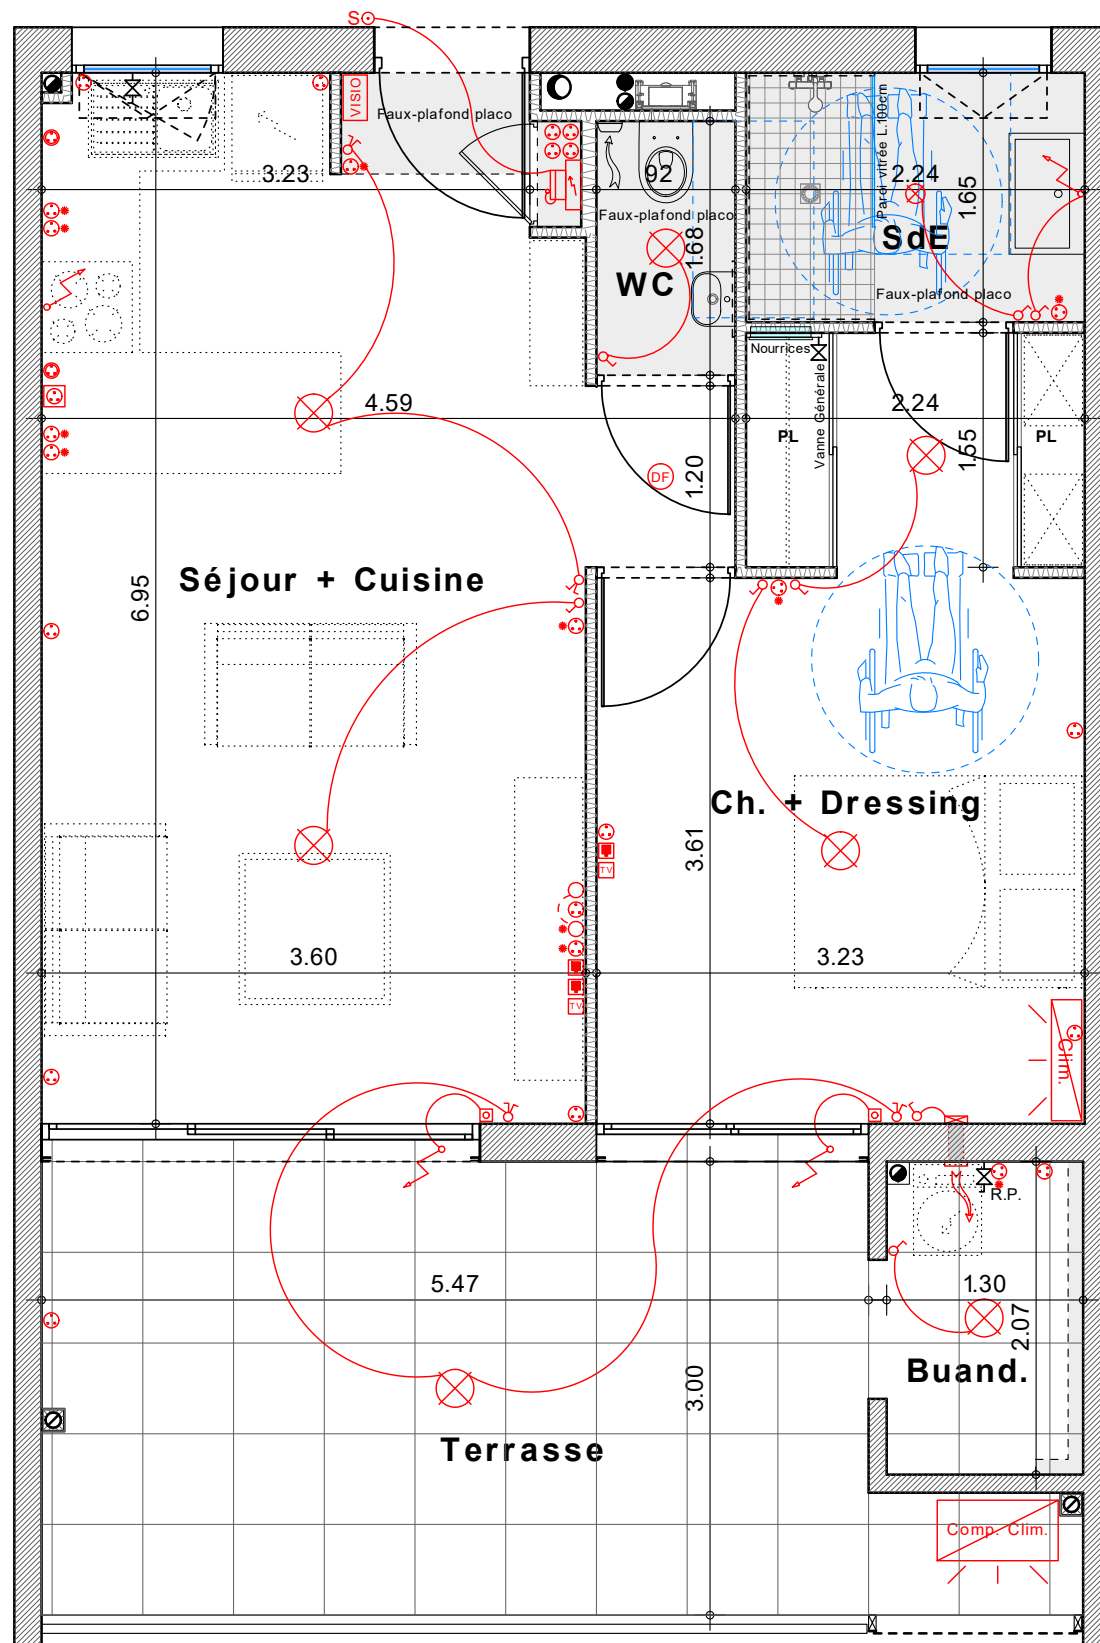 S
VISIO
Faux-plafond placo
3.23
92
Faux-plafond placo
1.68
WC
Paroi vitrée L.100cm
2.24
1.65
SdE
Faux-plafond placo
Nourrices
Vanne Générale
4.59
2.24
PL
PL
1.55
1.20
DF
Séjour + Cuisine
6.95
Ch. + Dressing
3.61
TV
3.60
3.23
TV
Clim.
R.P.
5.47
1.30
2.07
Buand.
3.00
Terrasse
Comp. Clim.